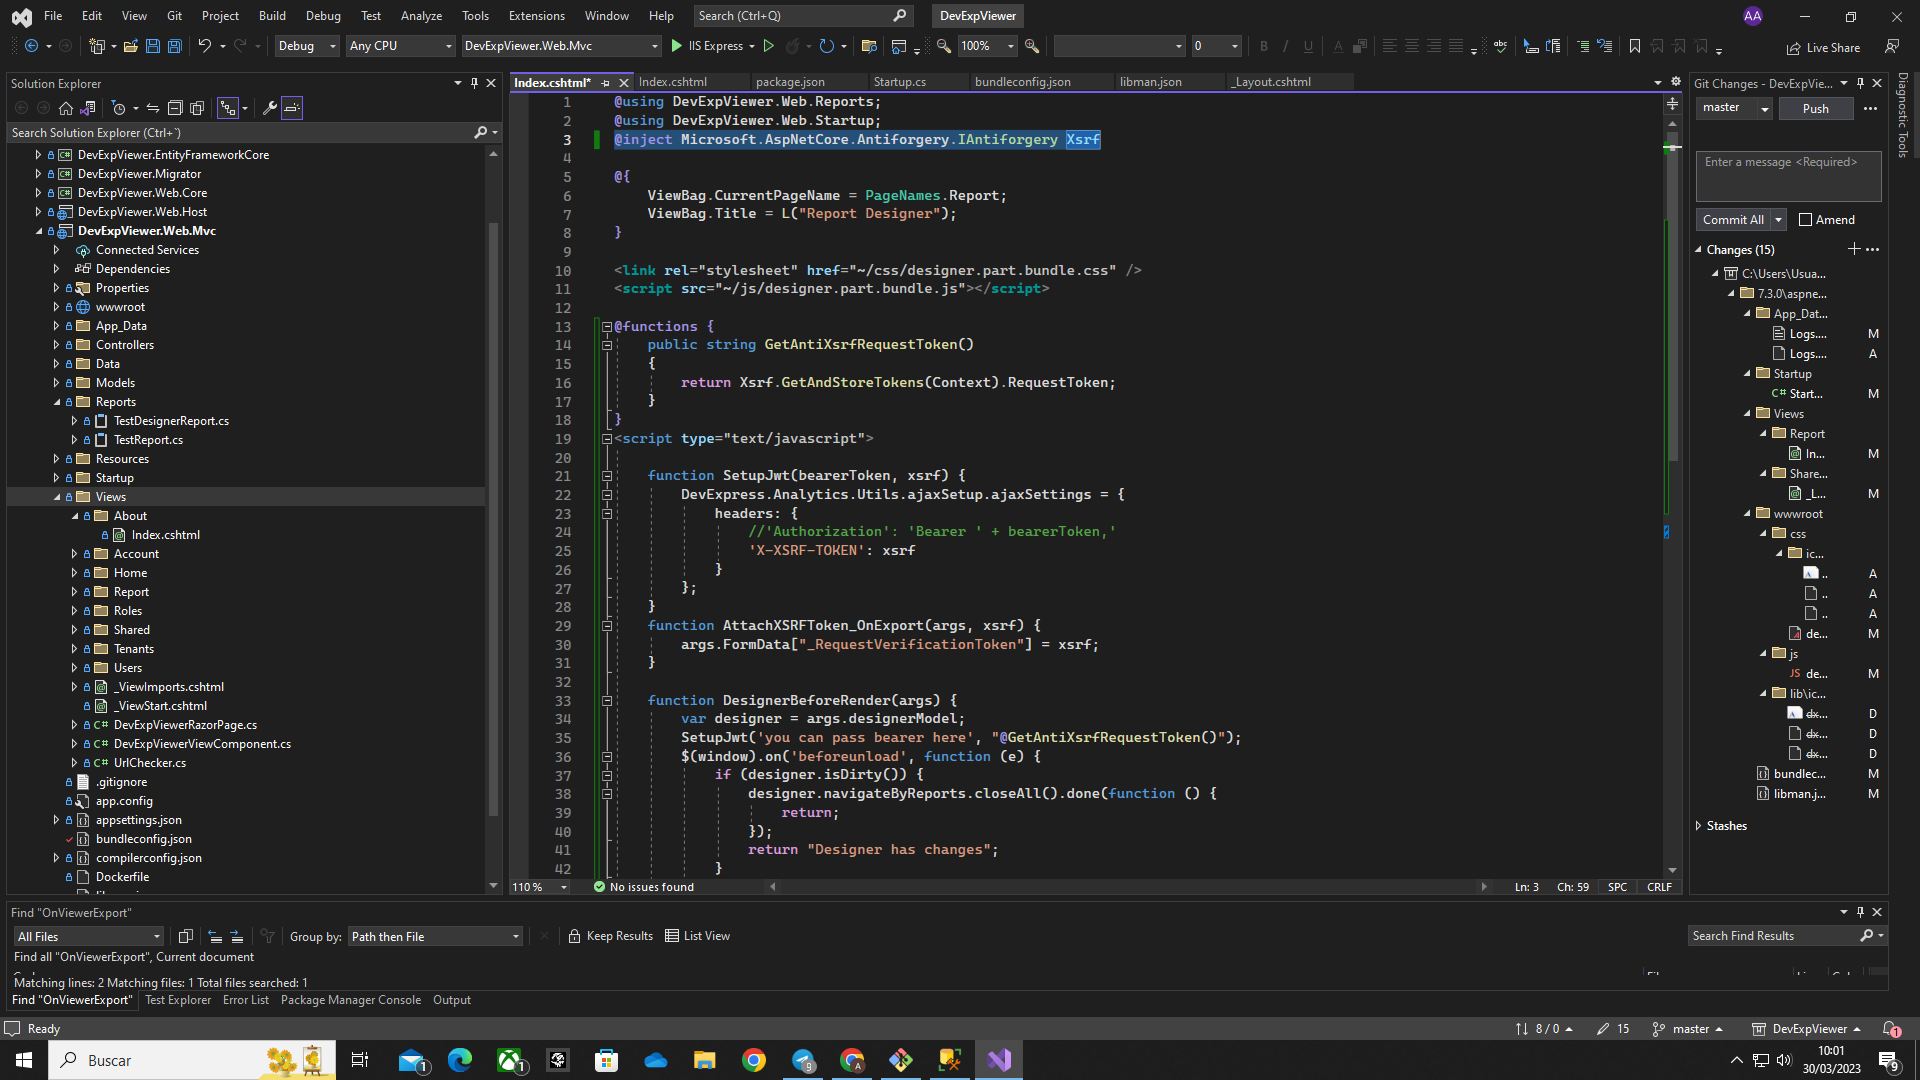 File Edit View Git Project Build Debug Test Analyze Tools Extensions Window Help Search (Ctrl+Q) DevExpViewer AA
Debug Any CPU DevExpViewer.Web.Mvc IIS Express 100% 0 B I U A Live Share
Solution Explorer
Search Solution Explorer (Ctrl+`)
DevExpViewer.EntityFrameworkCore
DevExpViewer.Migrator
DevExpViewer.Web.Core
DevExpViewer.Web.Host
DevExpViewer.Web.Mvc
Connected Services
Dependencies
Properties
wwwroot
App_Data
Controllers
Data
Models
Reports
TestDesignerReport.cs
TestReport.cs
Resources
Startup
Views
About
Index.cshtml
Account
Home
Report
Roles
Shared
Tenants
Users
_ViewImports.cshtml
_ViewStart.cshtml
C# DevExpViewerRazorPage.cs
C# DevExpViewerViewComponent.cs
C# UrlChecker.cs
.gitignore
app.config
appsettings.json
bundleconfig.json
compilerconfig.json
Dockerfile
Index.cshtml* Index.cshtml package.json Startup.cs bundleconfig.json libman.json _Layout.cshtml
1 @using DevExpViewer.Web.Reports;
2 @using DevExpViewer.Web.Startup;
3 @inject Microsoft.AspNetCore.Antiforgery.IAntiforgery Xsrf
4
5 @{
6 ViewBag.CurrentPageName = PageNames.Report;
7 ViewBag.Title = L("Report Designer");
8 }
9
10 <link rel="stylesheet" href="~/css/designer.part.bundle.css" />
11 <script src="~/js/designer.part.bundle.js"></script>
12
13 @functions {
14 public string GetAntiXsrfRequestToken()
15 {
16 return Xsrf.GetAndStoreTokens(Context).RequestToken;
17 }
18 }
19 <script type="text/javascript">
20
21 function SetupJwt(bearerToken, xsrf) {
22 DevExpress.Analytics.Utils.ajaxSetup.ajaxSettings = {
23 headers: {
24 //'Authorization': 'Bearer ' + bearerToken,'
25 'X-XSRF-TOKEN': xsrf
26 }
27 };
28 }
29 function AttachXSRFToken_OnExport(args, xsrf) {
30 args.FormData["_RequestVerificationToken"] = xsrf;
31 }
32
33 function DesignerBeforeRender(args) {
34 var designer = args.designerModel;
35 SetupJwt('you can pass bearer here', "@GetAntiXsrfRequestToken()");
36 $(window).on('beforeunload', function (e) {
37 if (designer.isDirty()) {
38 designer.navigateByReports.closeAll().done(function () {
39 return;
40 });
41 return "Designer has changes";
42 }
110 % No issues found Ln: 3 Ch: 59 SPC CRLF
Git Changes - DevExpVie...
master Push
Enter a message <Required>
Commit All Amend
Changes (15)
C:\Users\Usua...
7.3.0\aspne...
App_Dat...
Logs.... M
Logs.... A
Startup
C# Start... M
Views
Report
In... M
Share...
_L... M
wwwroot
css
ic...
.. A
.. A
.. A
de... M
js
JS de... M
lib\ic...
dx... D
dx... D
dx... D
bundlec... M
libman.j... M
Stashes
Diagnostic Tools
Find "OnViewerExport"
All Files Group by: Path then File Keep Results List View Search Find Results
Find all "OnViewerExport", Current document
Matching lines: 2 Matching files: 1 Total files searched: 1
Find "OnViewerExport" Test Explorer Error List Package Manager Console Output
Ready 8 / 0 15 master DevExpViewer 1
Buscar 1 1 9 A 10:01
30/03/2023 9